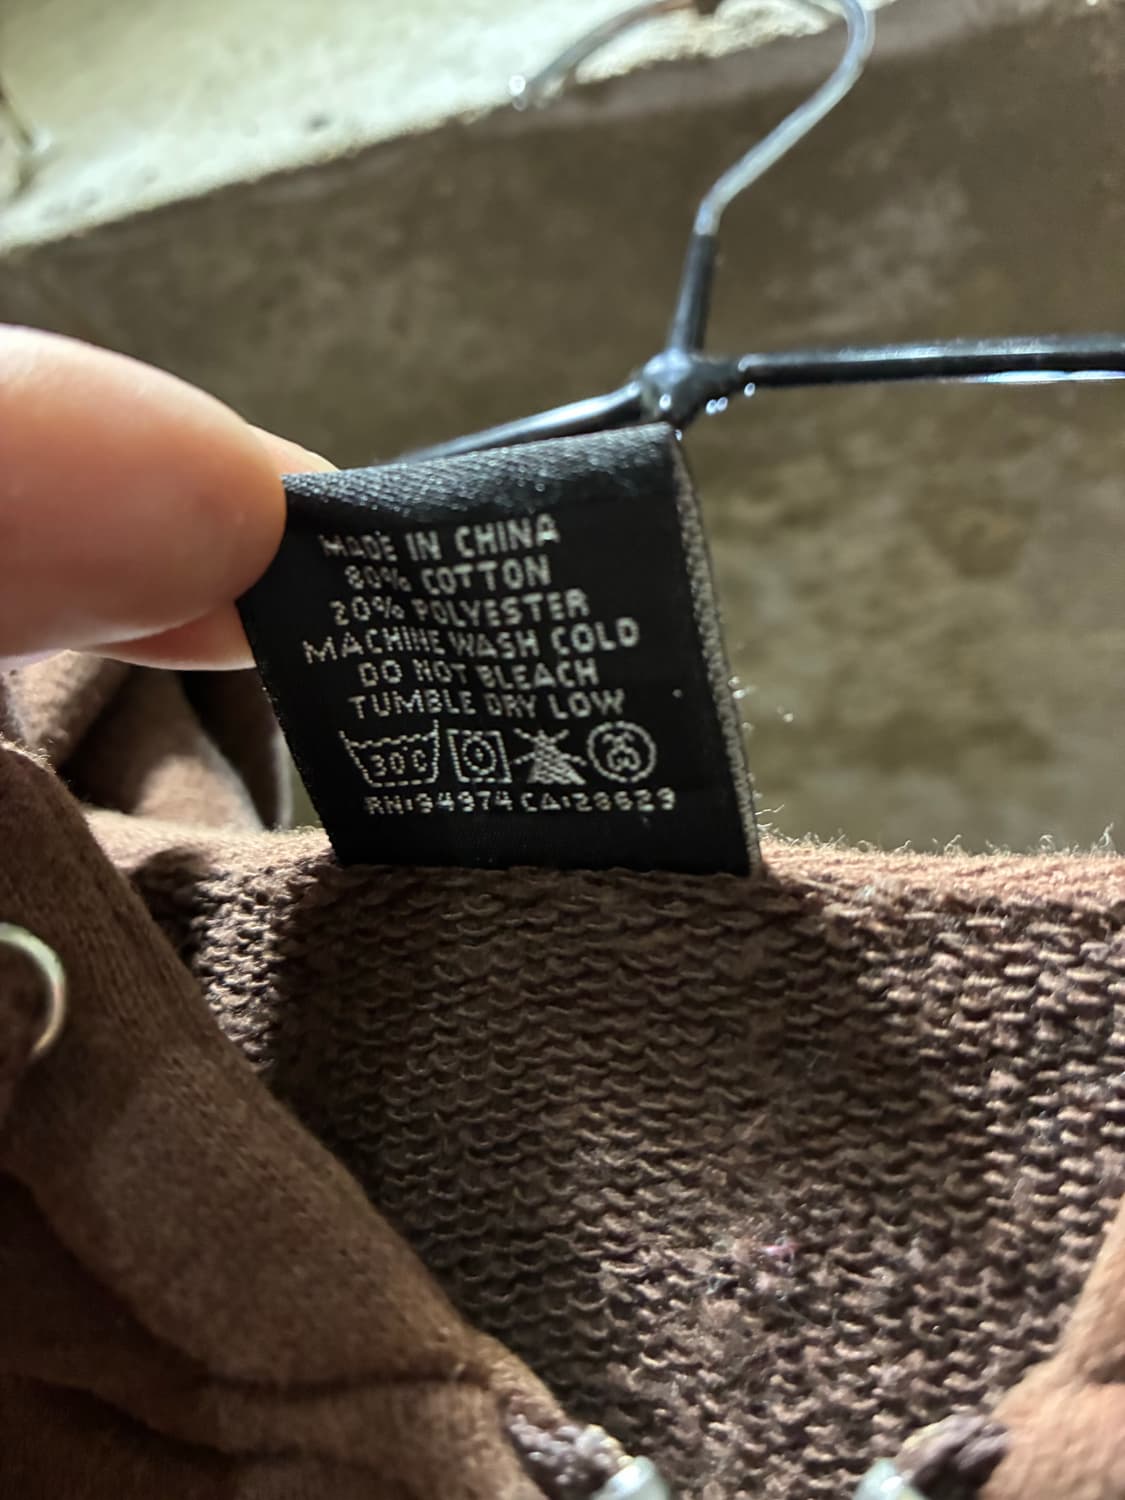 MADE IN CHINA
80% COTTON
20% POLYESTER
MACHINE WASH COLD
DO NOT BLEACH
TUMBLE DRY LOW
30C
RN:94974 CA:28629